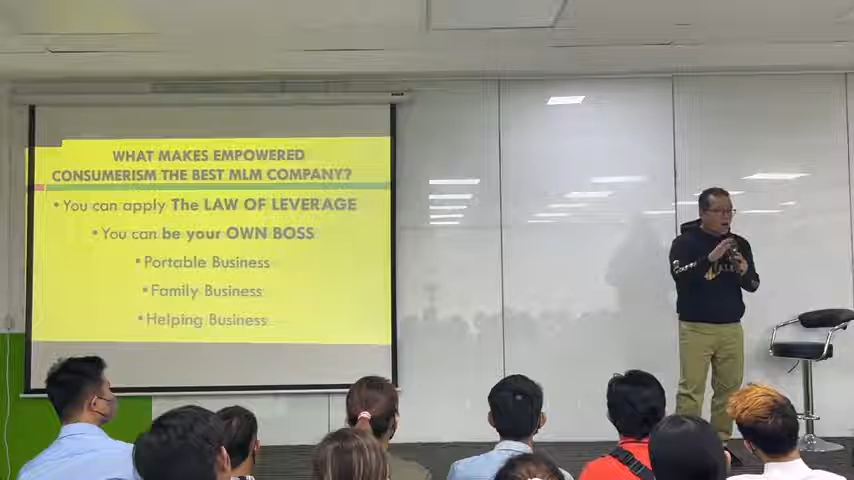 WHAT MAKES EMPOWERED
CONSUMERISM THE BEST MLM COMPANY?
• You can apply The LAW OF LEVERAGE
• You can be your OWN BOSS
• Portable Business
• Family Business
• Helping Business